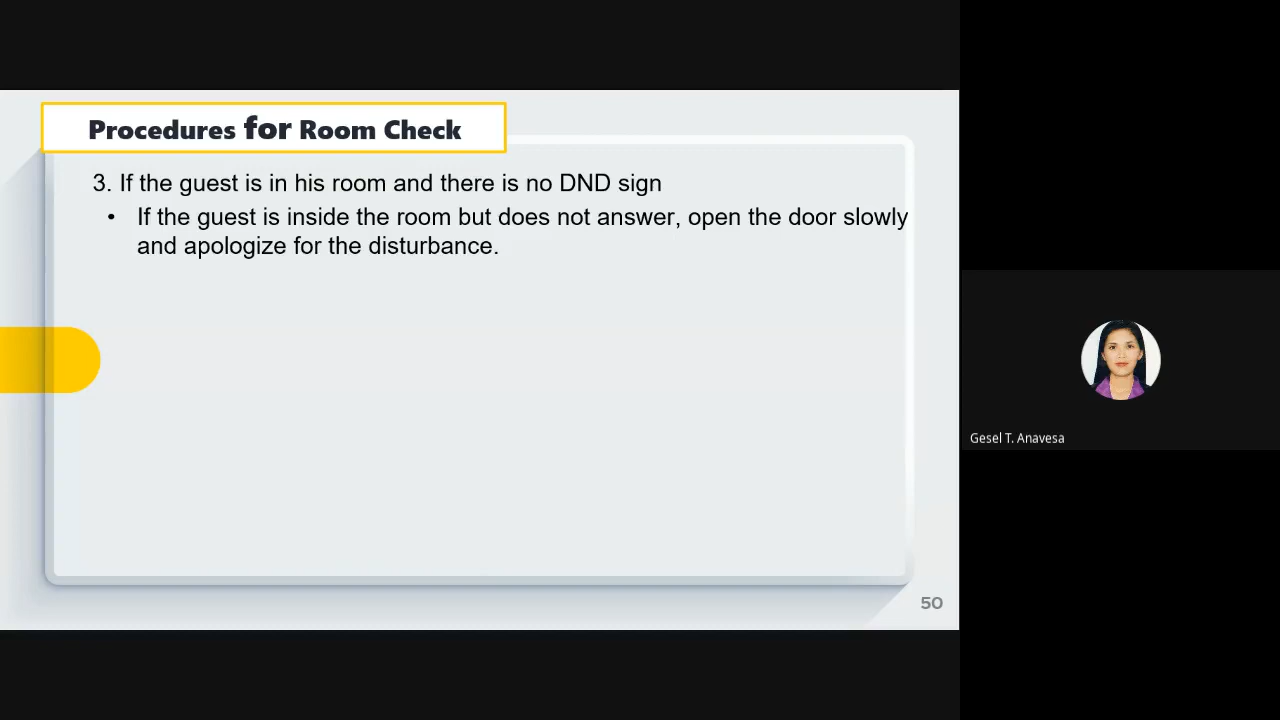 Procedures for Room Check
3. If the guest is in his room and there is no DND sign
• If the guest is inside the room but does not answer, open the door slowly
and apologize for the disturbance.
50
Gesel T. Anavesa